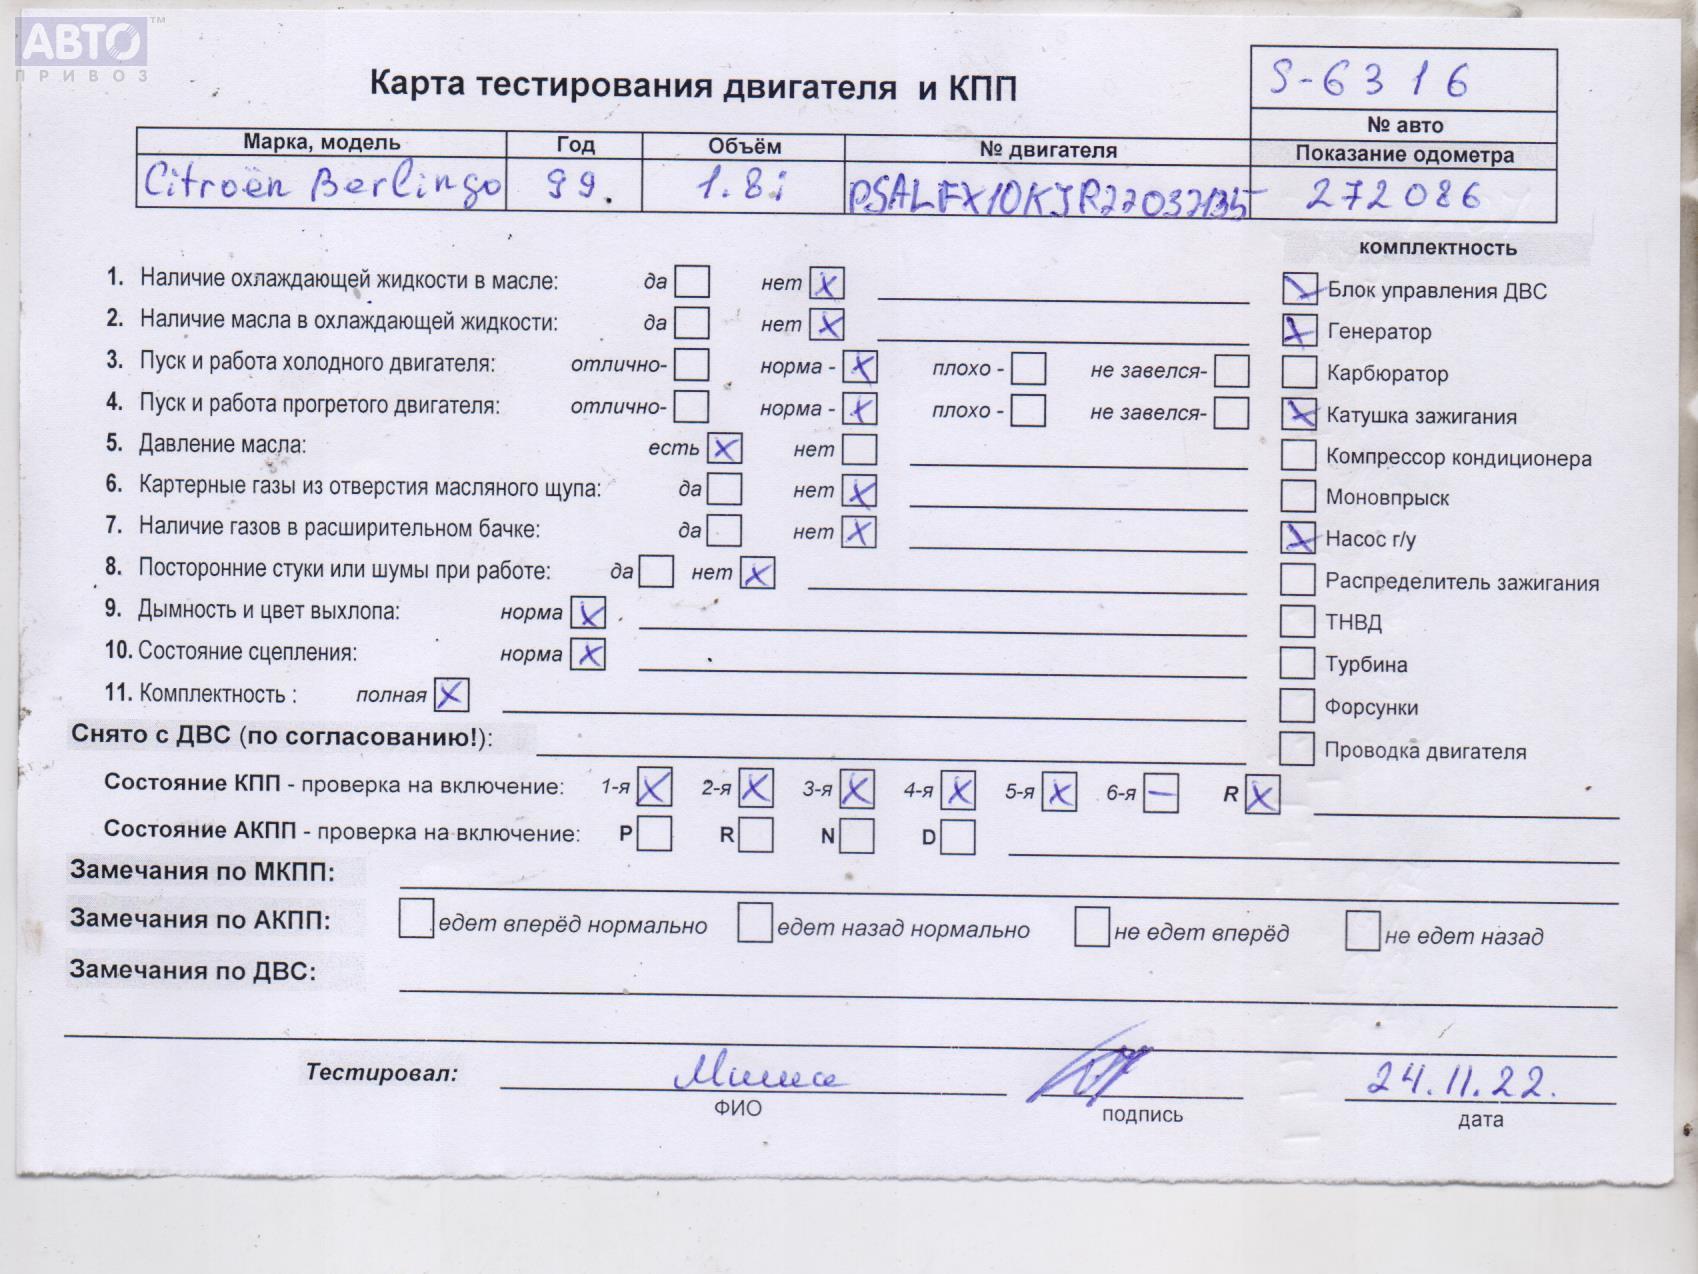 АВТО™
ПРИВОЗ
Карта тестирования двигателя и КПП
S-6316
№ авто
Марка, модель Год Объём № двигателя Показание одометра
Citroën Berlingo 99. 1.8i PSALFX10KJR22032135 272086
комплектность
1. Наличие охлаждающей жидкости в масле: да нет x
2. Наличие масла в охлаждающей жидкости: да нет x
3. Пуск и работа холодного двигателя: отлично- норма - x плохо - не завелся-
4. Пуск и работа прогретого двигателя: отлично- норма - x плохо - не завелся-
5. Давление масла: есть x нет
6. Картерные газы из отверстия масляного щупа: да нет x
7. Наличие газов в расширительном бачке: да нет x
8. Посторонние стуки или шумы при работе: да нет x
9. Дымность и цвет выхлопа: норма x
10. Состояние сцепления: норма x
11. Комплектность : полная x
x Блок управления ДВС
x Генератор
Карбюратор
x Катушка зажигания
Компрессор кондиционера
Моновпрыск
x Насос г/у
Распределитель зажигания
ТНВД
Турбина
Форсунки
Проводка двигателя
Снято с ДВС (по согласованию!):
Состояние КПП - проверка на включение: 1-я x 2-я x 3-я x 4-я x 5-я x 6-я — R x
Состояние АКПП - проверка на включение: P R N D
Замечания по МКПП:
Замечания по АКПП: едет вперёд нормально едет назад нормально не едет вперёд не едет назад
Замечания по ДВС:
Тестировал: Миша 24.11.22.
ФИО подпись дата